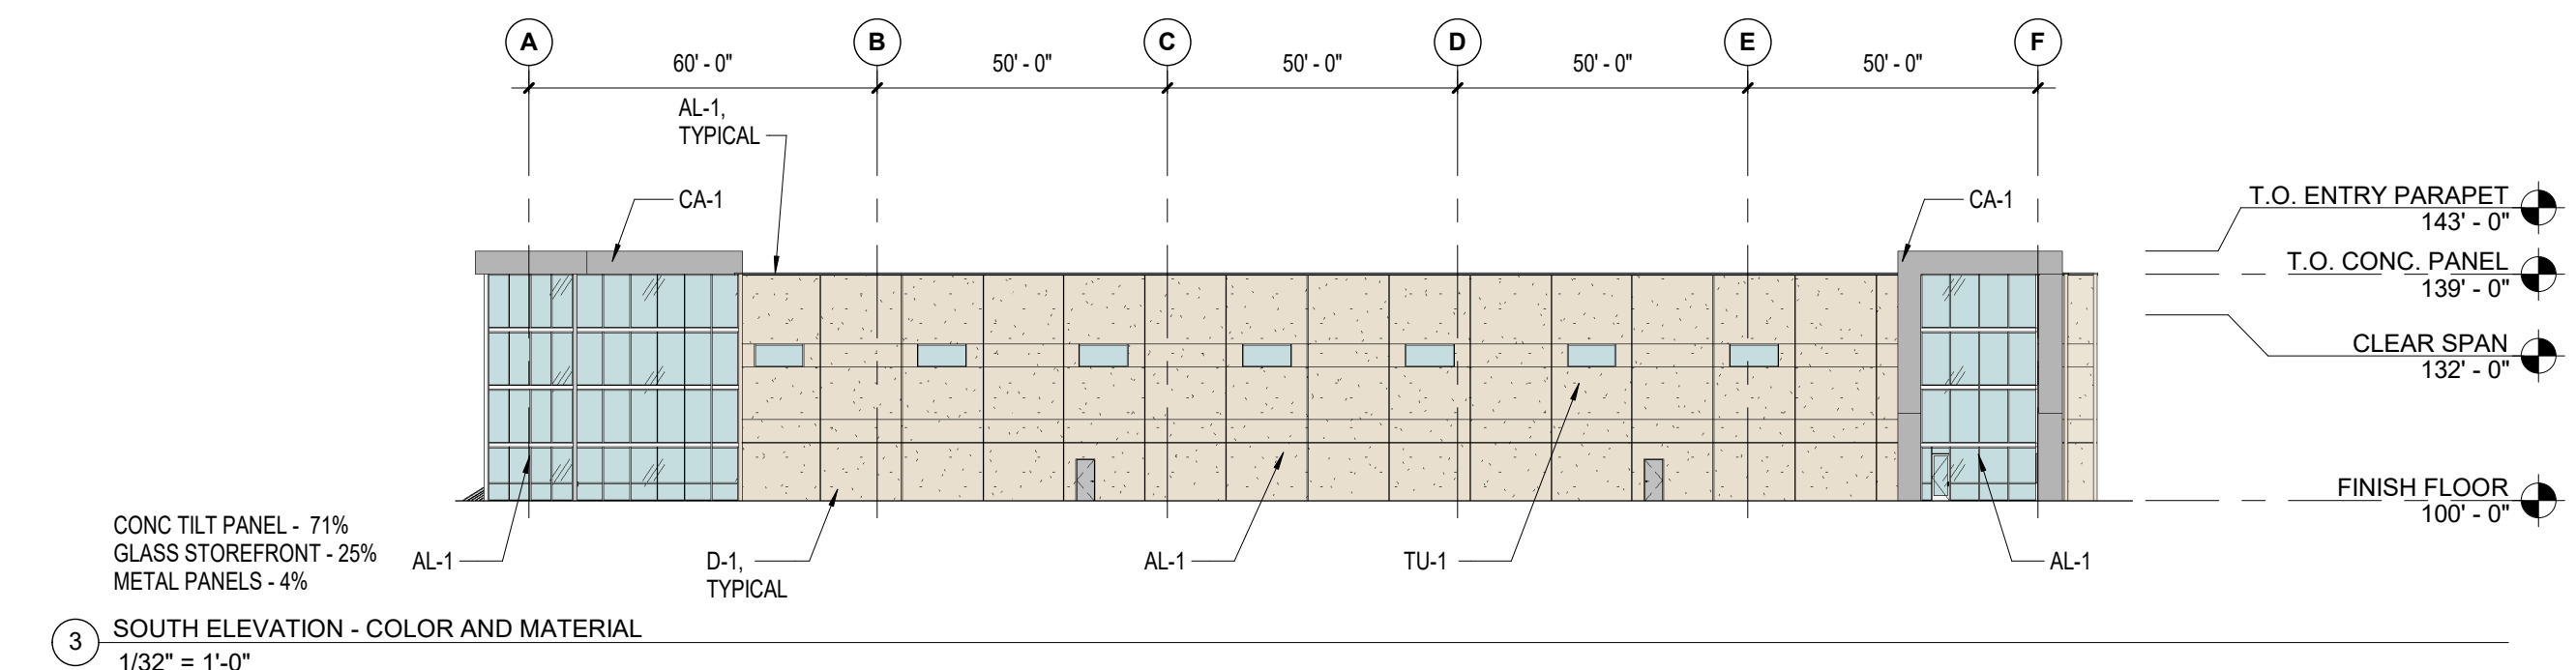 A B C D E F
60' - 0" 50' - 0" 50' - 0" 50' - 0" 50' - 0"
AL-1,
TYPICAL
CA-1 CA-1
T.O. ENTRY PARAPET
143' - 0"
T.O. CONC. PANEL
139' - 0"
CLEAR SPAN
132' - 0"
FINISH FLOOR
100' - 0"
CONC TILT PANEL - 71%
GLASS STOREFRONT - 25%
METAL PANELS - 4%
AL-1
D-1,
TYPICAL
AL-1
TU-1
AL-1
3 SOUTH ELEVATION - COLOR AND MATERIAL
1/32" = 1'-0"